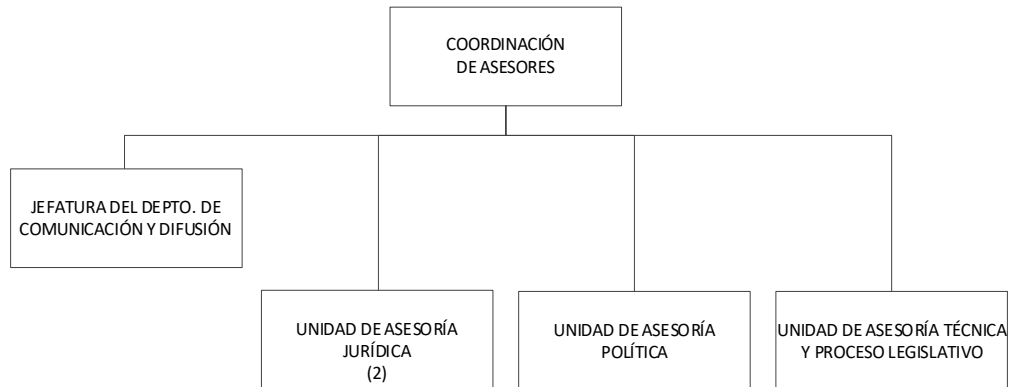 COORDINACIÓN
DE ASESORES
JEFATURA DEL DEPTO. DE
COMUNICACIÓN Y DIFUSIÓN
UNIDAD DE ASESORÍA
JURÍDICA
(2)
UNIDAD DE ASESORÍA
POLÍTICA
UNIDAD DE ASESORÍA TÉCNICA
Y PROCESO LEGISLATIVO